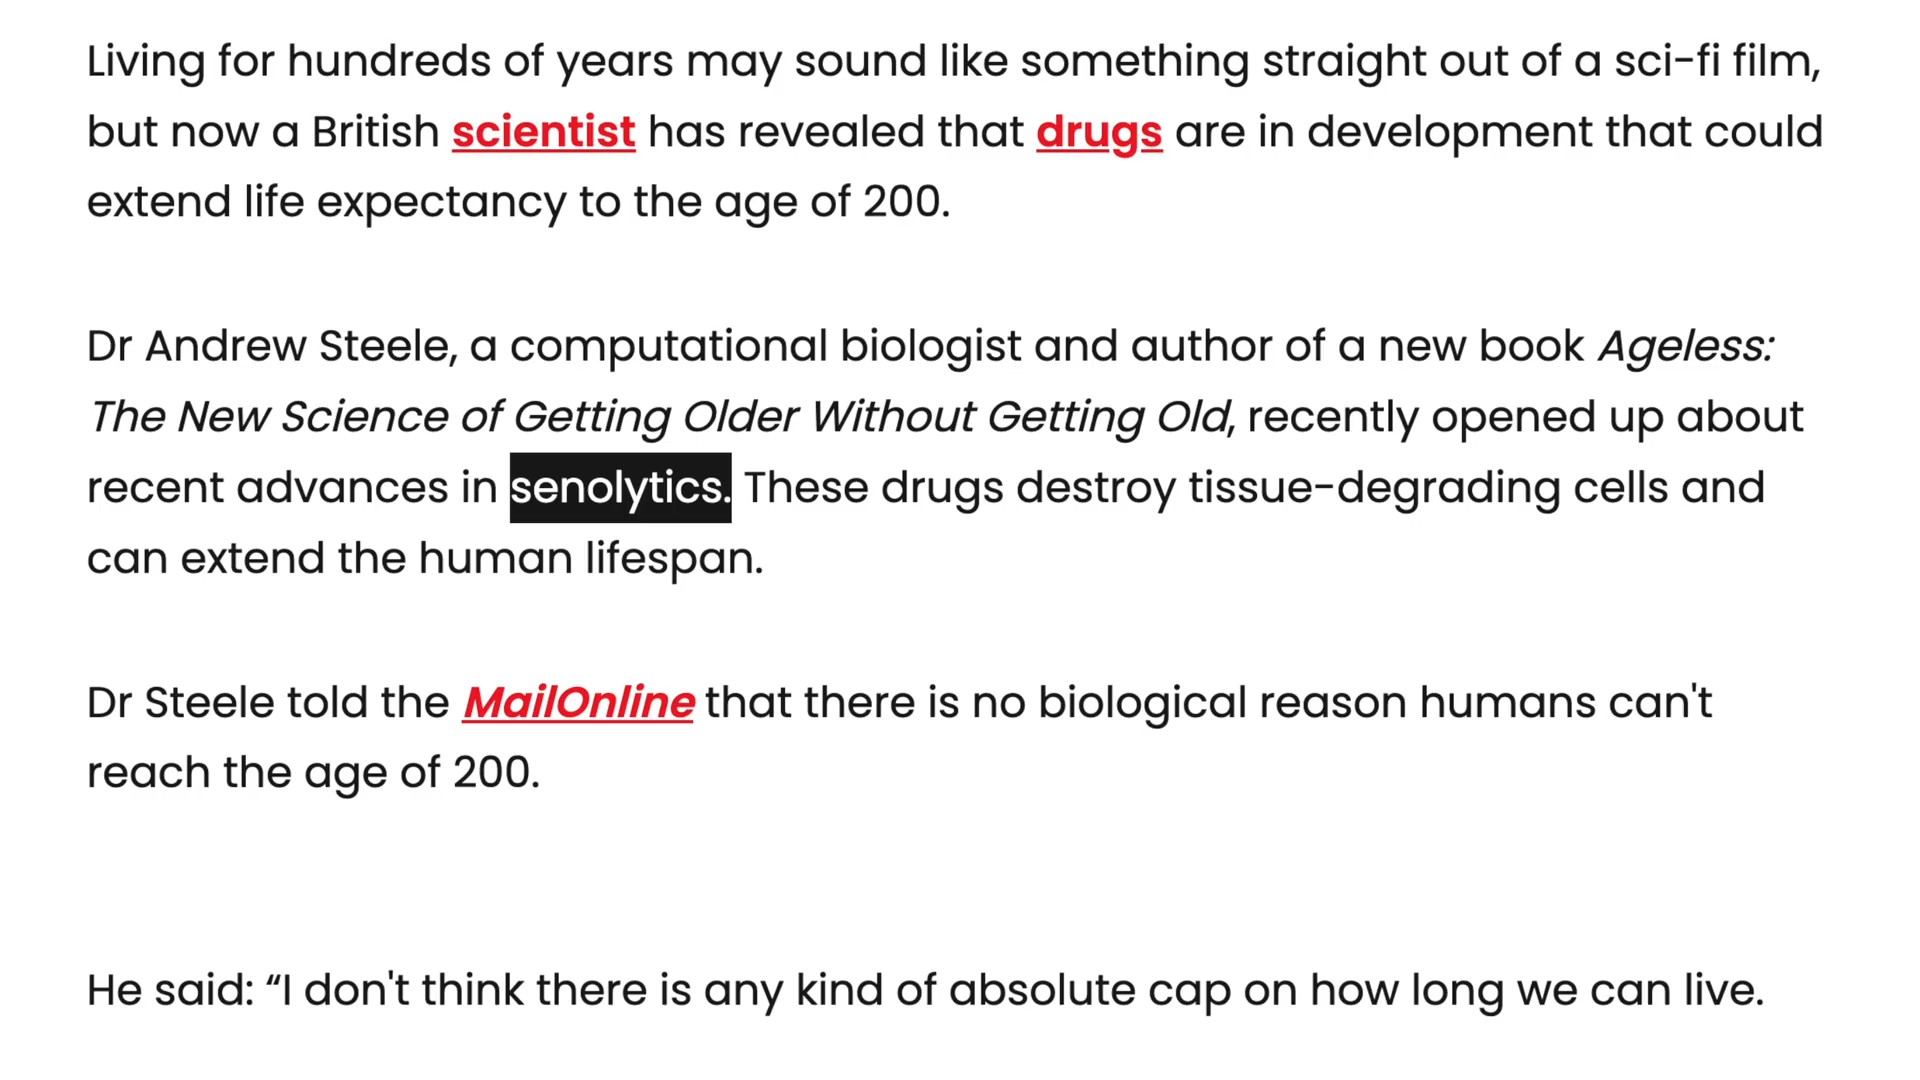 Living for hundreds of years may sound like something straight out of a sci-fi film,
but now a British scientist has revealed that drugs are in development that could
extend life expectancy to the age of 200.
Dr Andrew Steele, a computational biologist and author of a new book Ageless:
The New Science of Getting Older Without Getting Old, recently opened up about
recent advances in senolytics. These drugs destroy tissue-degrading cells and
can extend the human lifespan.
Dr Steele told the MailOnline that there is no biological reason humans can't
reach the age of 200.
He said: “I don't think there is any kind of absolute cap on how long we can live.